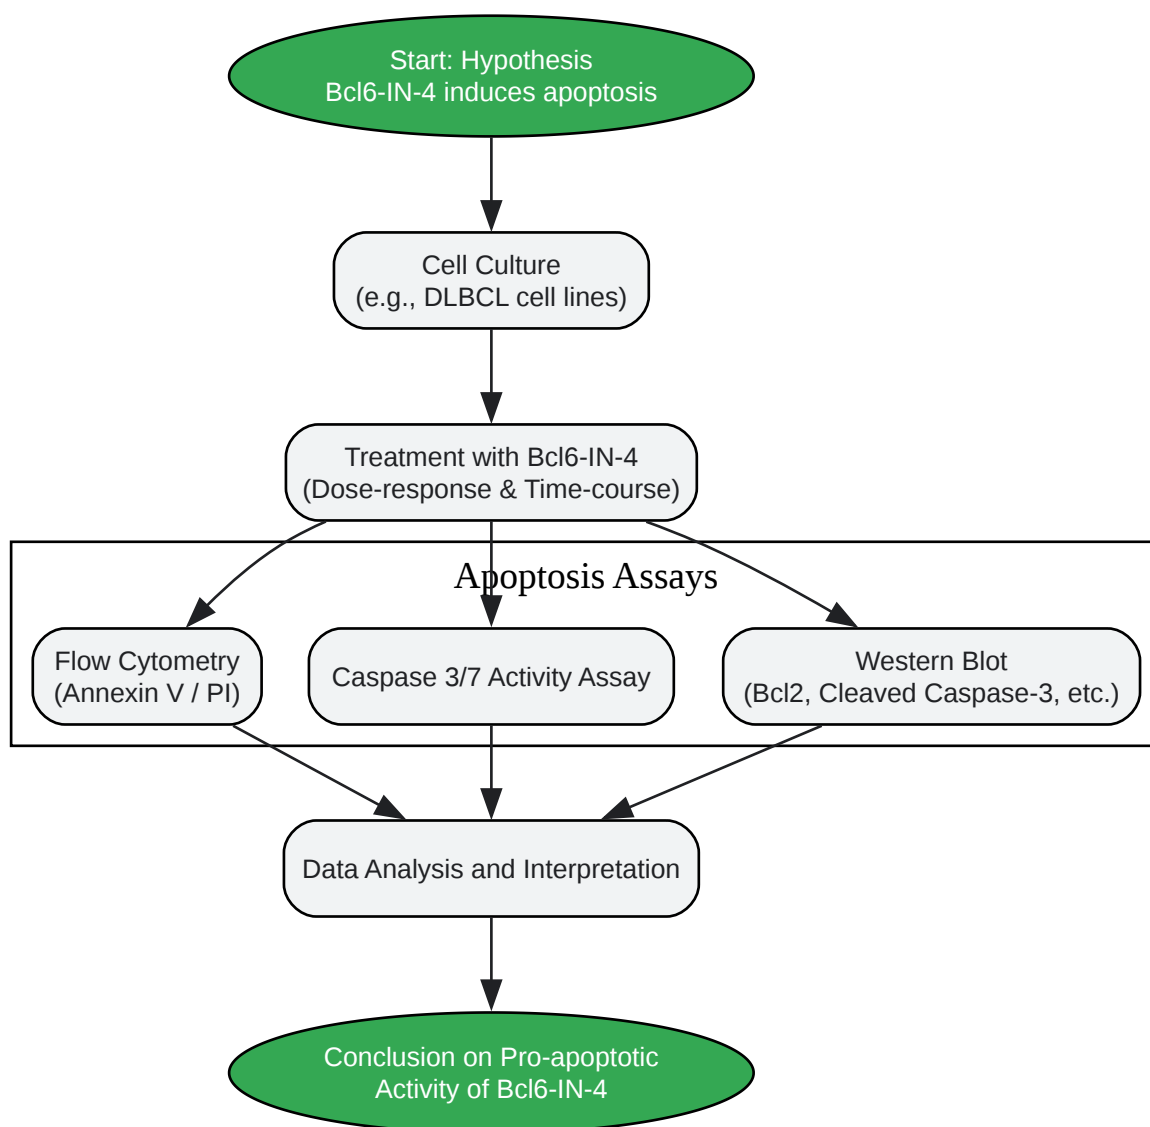 Start: Hypothesis
Bcl6-IN-4 induces apoptosis
Cell Culture
(e.g., DLBCL cell lines)
Treatment with Bcl6-IN-4
(Dose-response & Time-course)
Apoptosis Assays
Flow Cytometry
(Annexin V / PI)
Caspase 3/7 Activity Assay
Western Blot
(Bcl2, Cleaved Caspase-3, etc.)
Data Analysis and Interpretation
Conclusion on Pro-apoptotic
Activity of Bcl6-IN-4